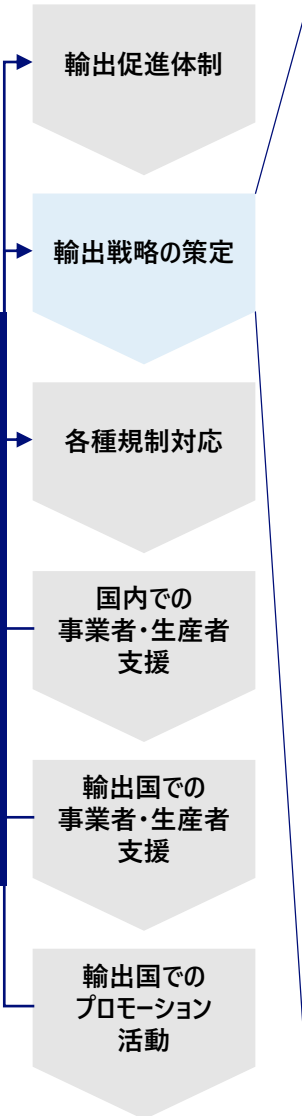 輸出促進体制
輸出戦略の策定
各種規制対応
国内での
事業者・生産者
支援
輸出国での
事業者・生産者
支援
輸出国での
プロモーション
活動